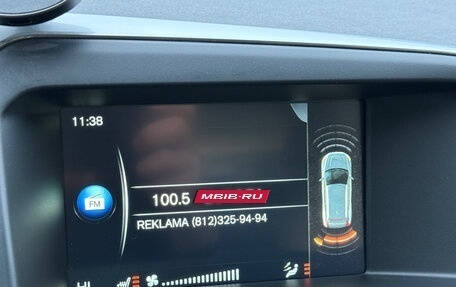 11:38
FM
100.5
MBIB.RU
REKLAMA (812)325-94-94
HI